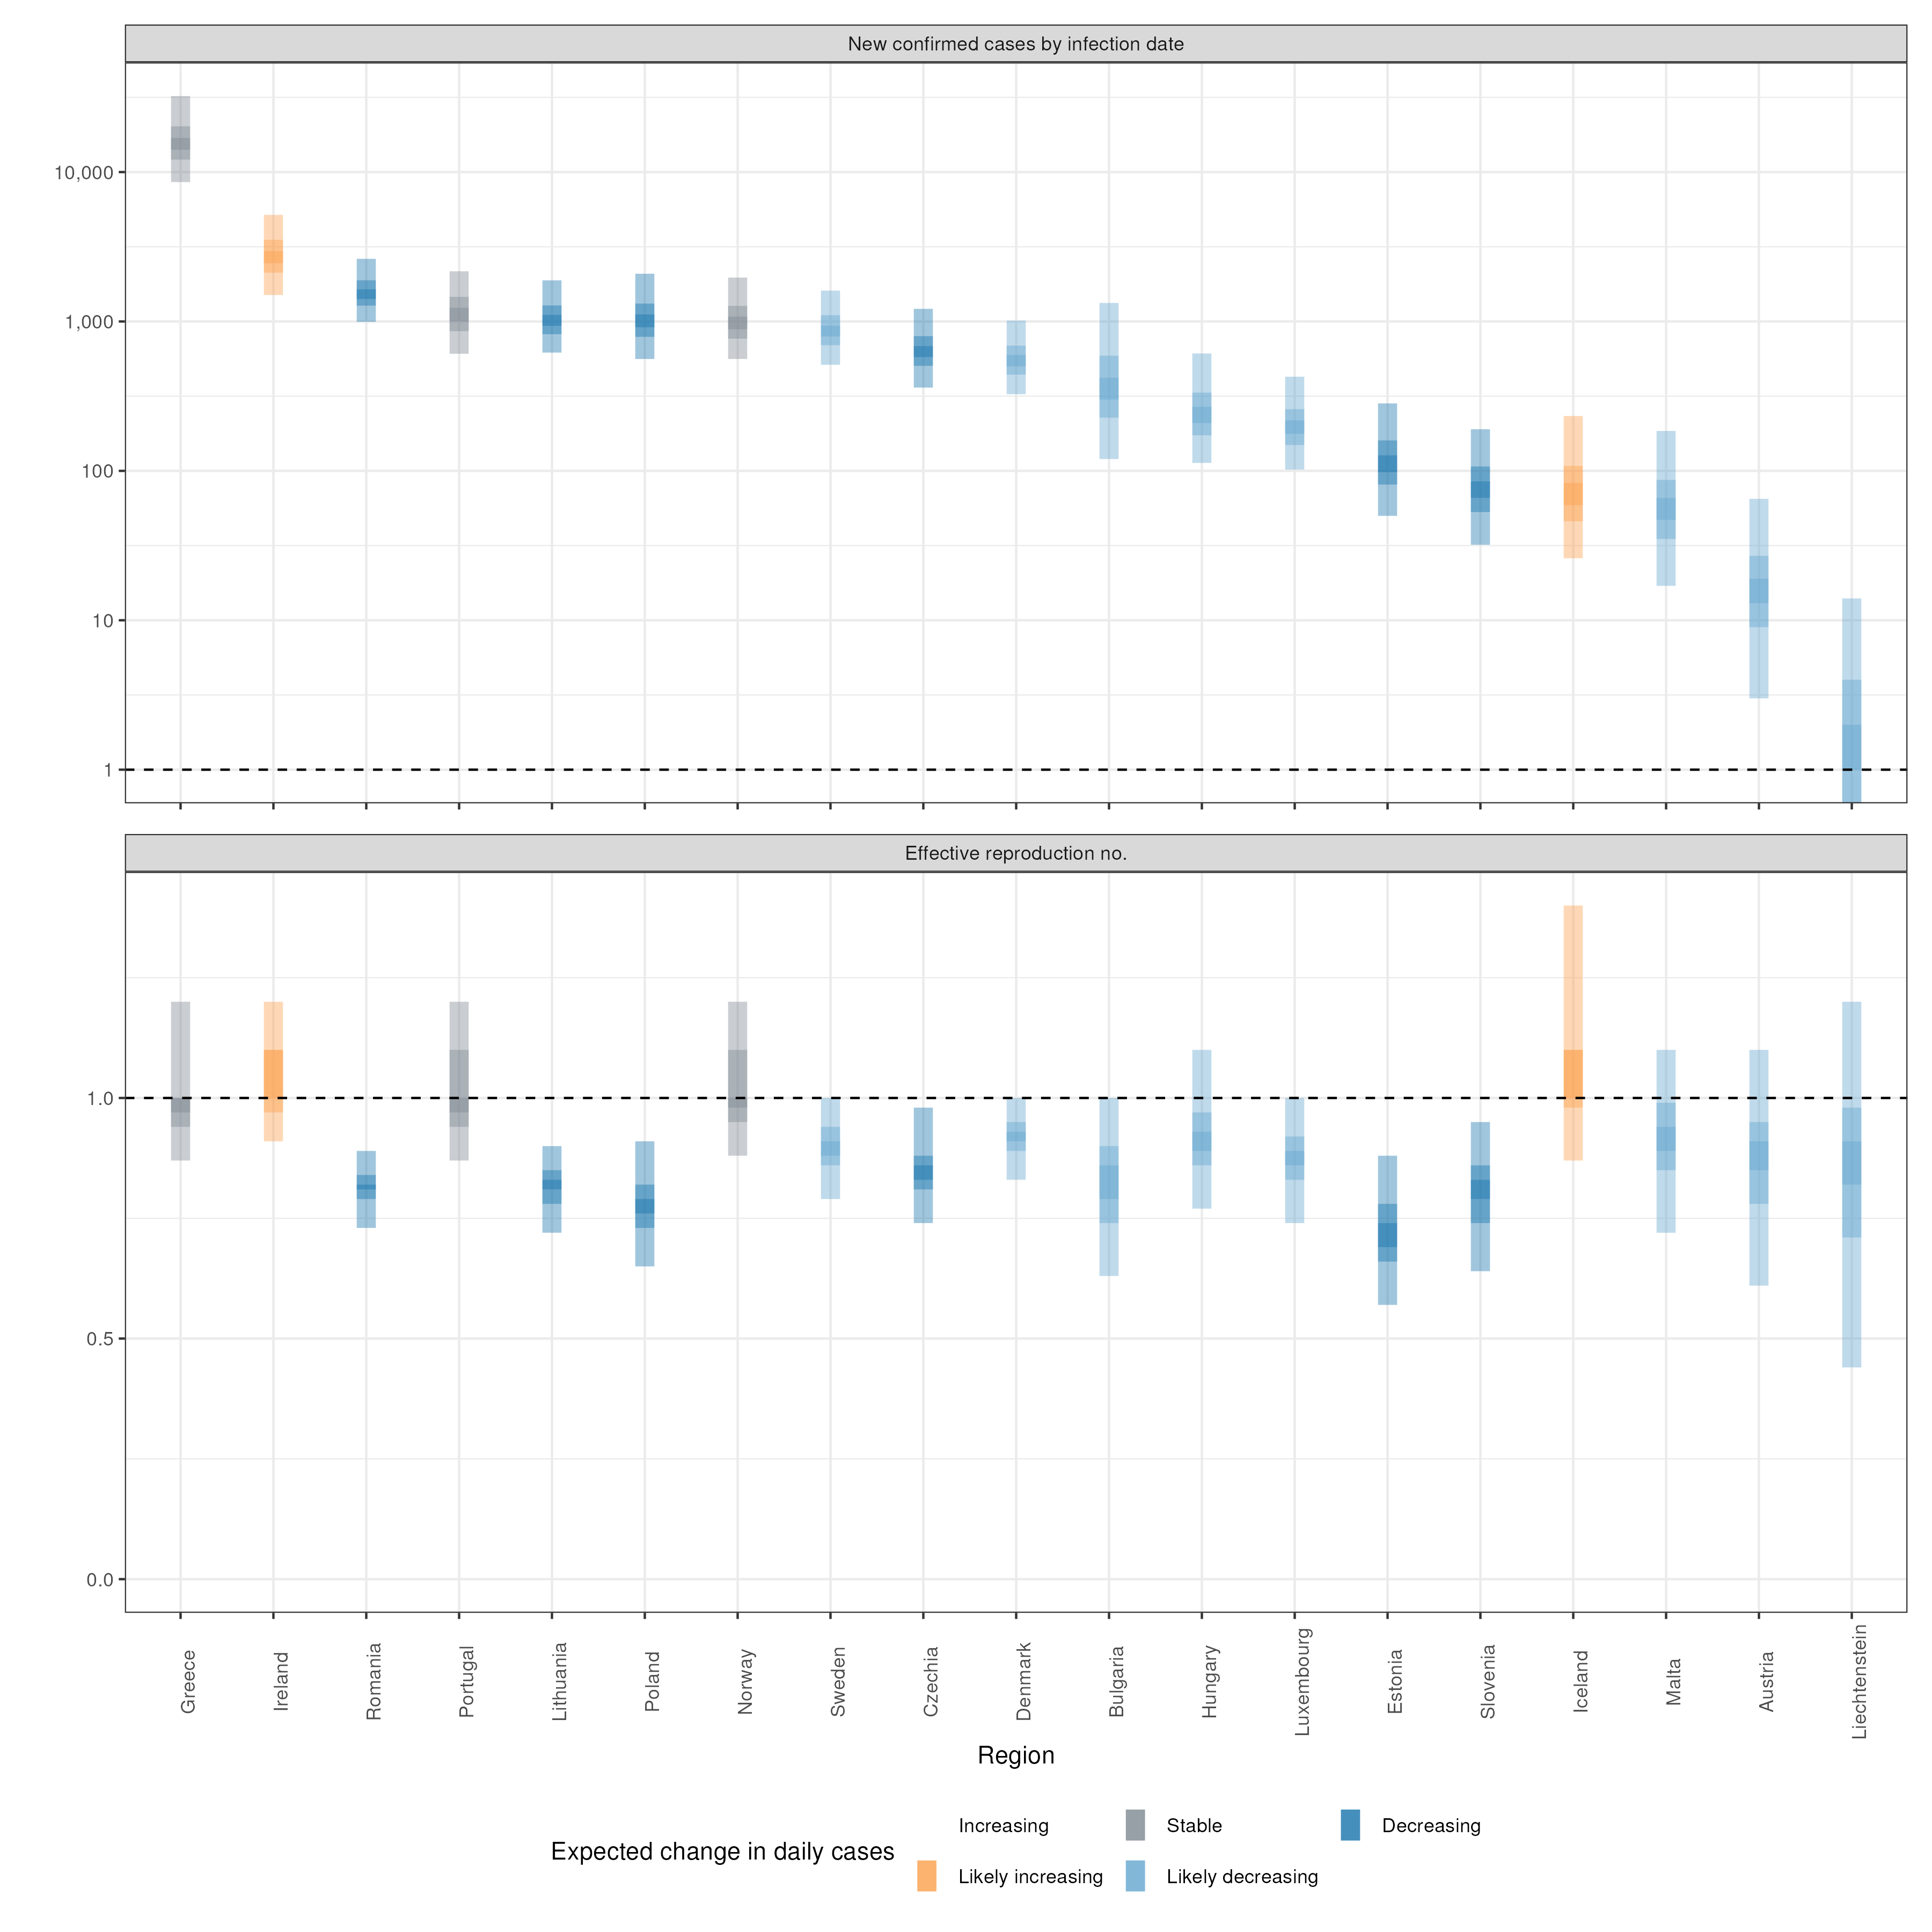 New confirmed cases by infection date
10,000
1,000
100
10
1
Effective reproduction no.
1.0
0.5
0.0
Greece
Ireland
Romania
Portugal
Lithuania
Poland
Norway
Sweden
Czechia
Denmark
Bulgaria
Hungary
Luxembourg
Estonia
Slovenia
Iceland
Malta
Austria
Liechtenstein
Region
Expected change in daily cases
Increasing
Stable
Decreasing
Likely increasing
Likely decreasing